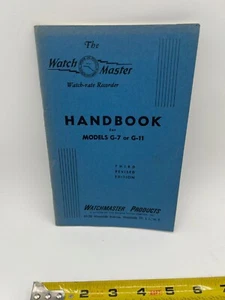 The
Watch Master
Watch-rate Recorder
HANDBOOK
for
MODELS G-7 or G-11
THIRD
REVISED
EDITION
WATCHMASTER PRODUCTS
1 2 3 4 5 6 7